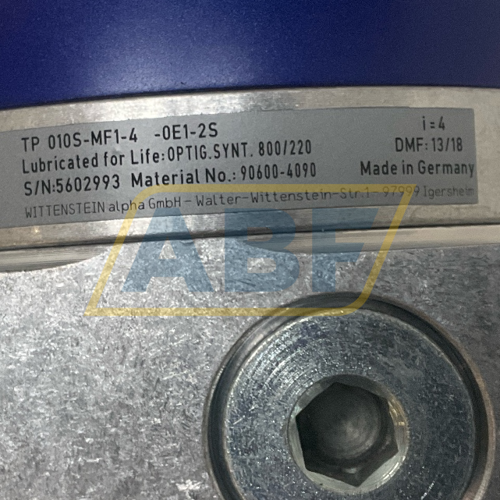 TP 010S-MF1-4 -0E1-2S i=4
Lubricated for Life:OPTIG.SYNT. 800/220 DMF: 13/18
S/N:5602993 Material No.: 90600-4090 Made in Germany
WITTENSTEIN alpha GmbH - Walter-Wittenstein-Str.1 - 97999 Igersheim
ABF